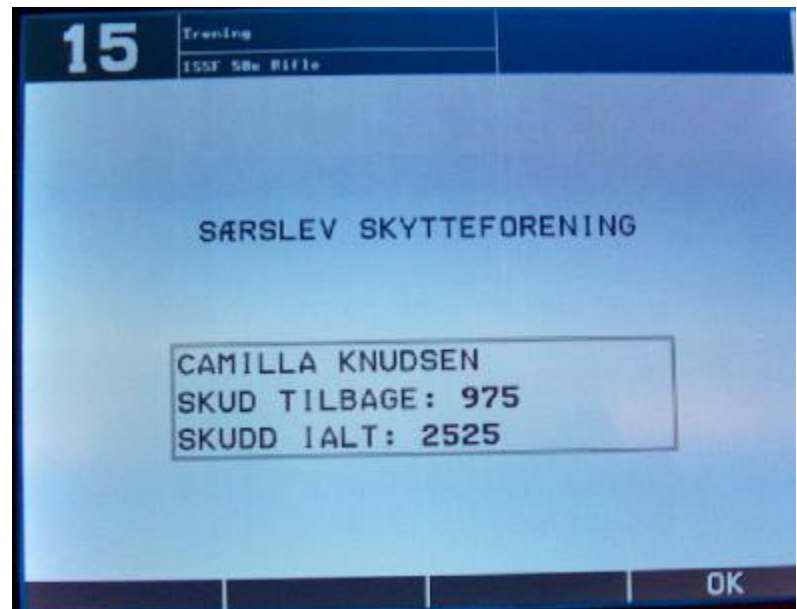 15
Trening
ISSF 50m Rifle
SÆRSLEV SKYTTEFORENING
CAMILLA KNUDSEN
SKUD TILBAGE: 975
SKUDD IALT: 2525
OK